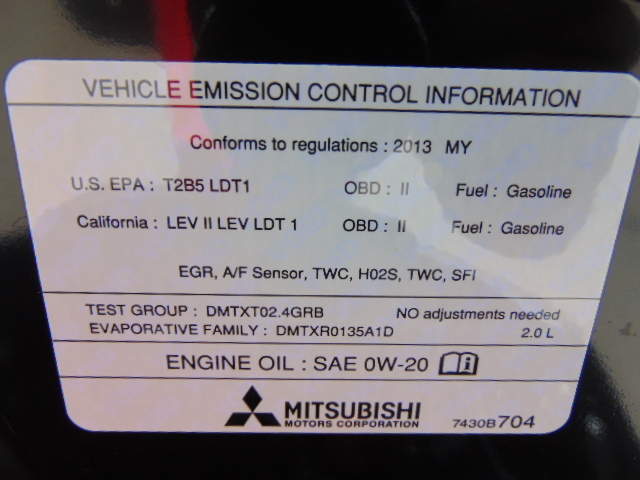 VEHICLE EMISSION CONTROL INFORMATION
Conforms to regulations : 2013 MY
U.S. EPA : T2B5 LDT1 OBD : II Fuel : Gasoline
California : LEV II LEV LDT 1 OBD : II Fuel : Gasoline
EGR, A/F Sensor, TWC, H02S, TWC, SFI
TEST GROUP : DMTXT02.4GRB NO adjustments needed
EVAPORATIVE FAMILY : DMTXR0135A1D 2.0 L
ENGINE OIL : SAE 0W-20 i
MITSUBISHI
MOTORS CORPORATION 7430B704